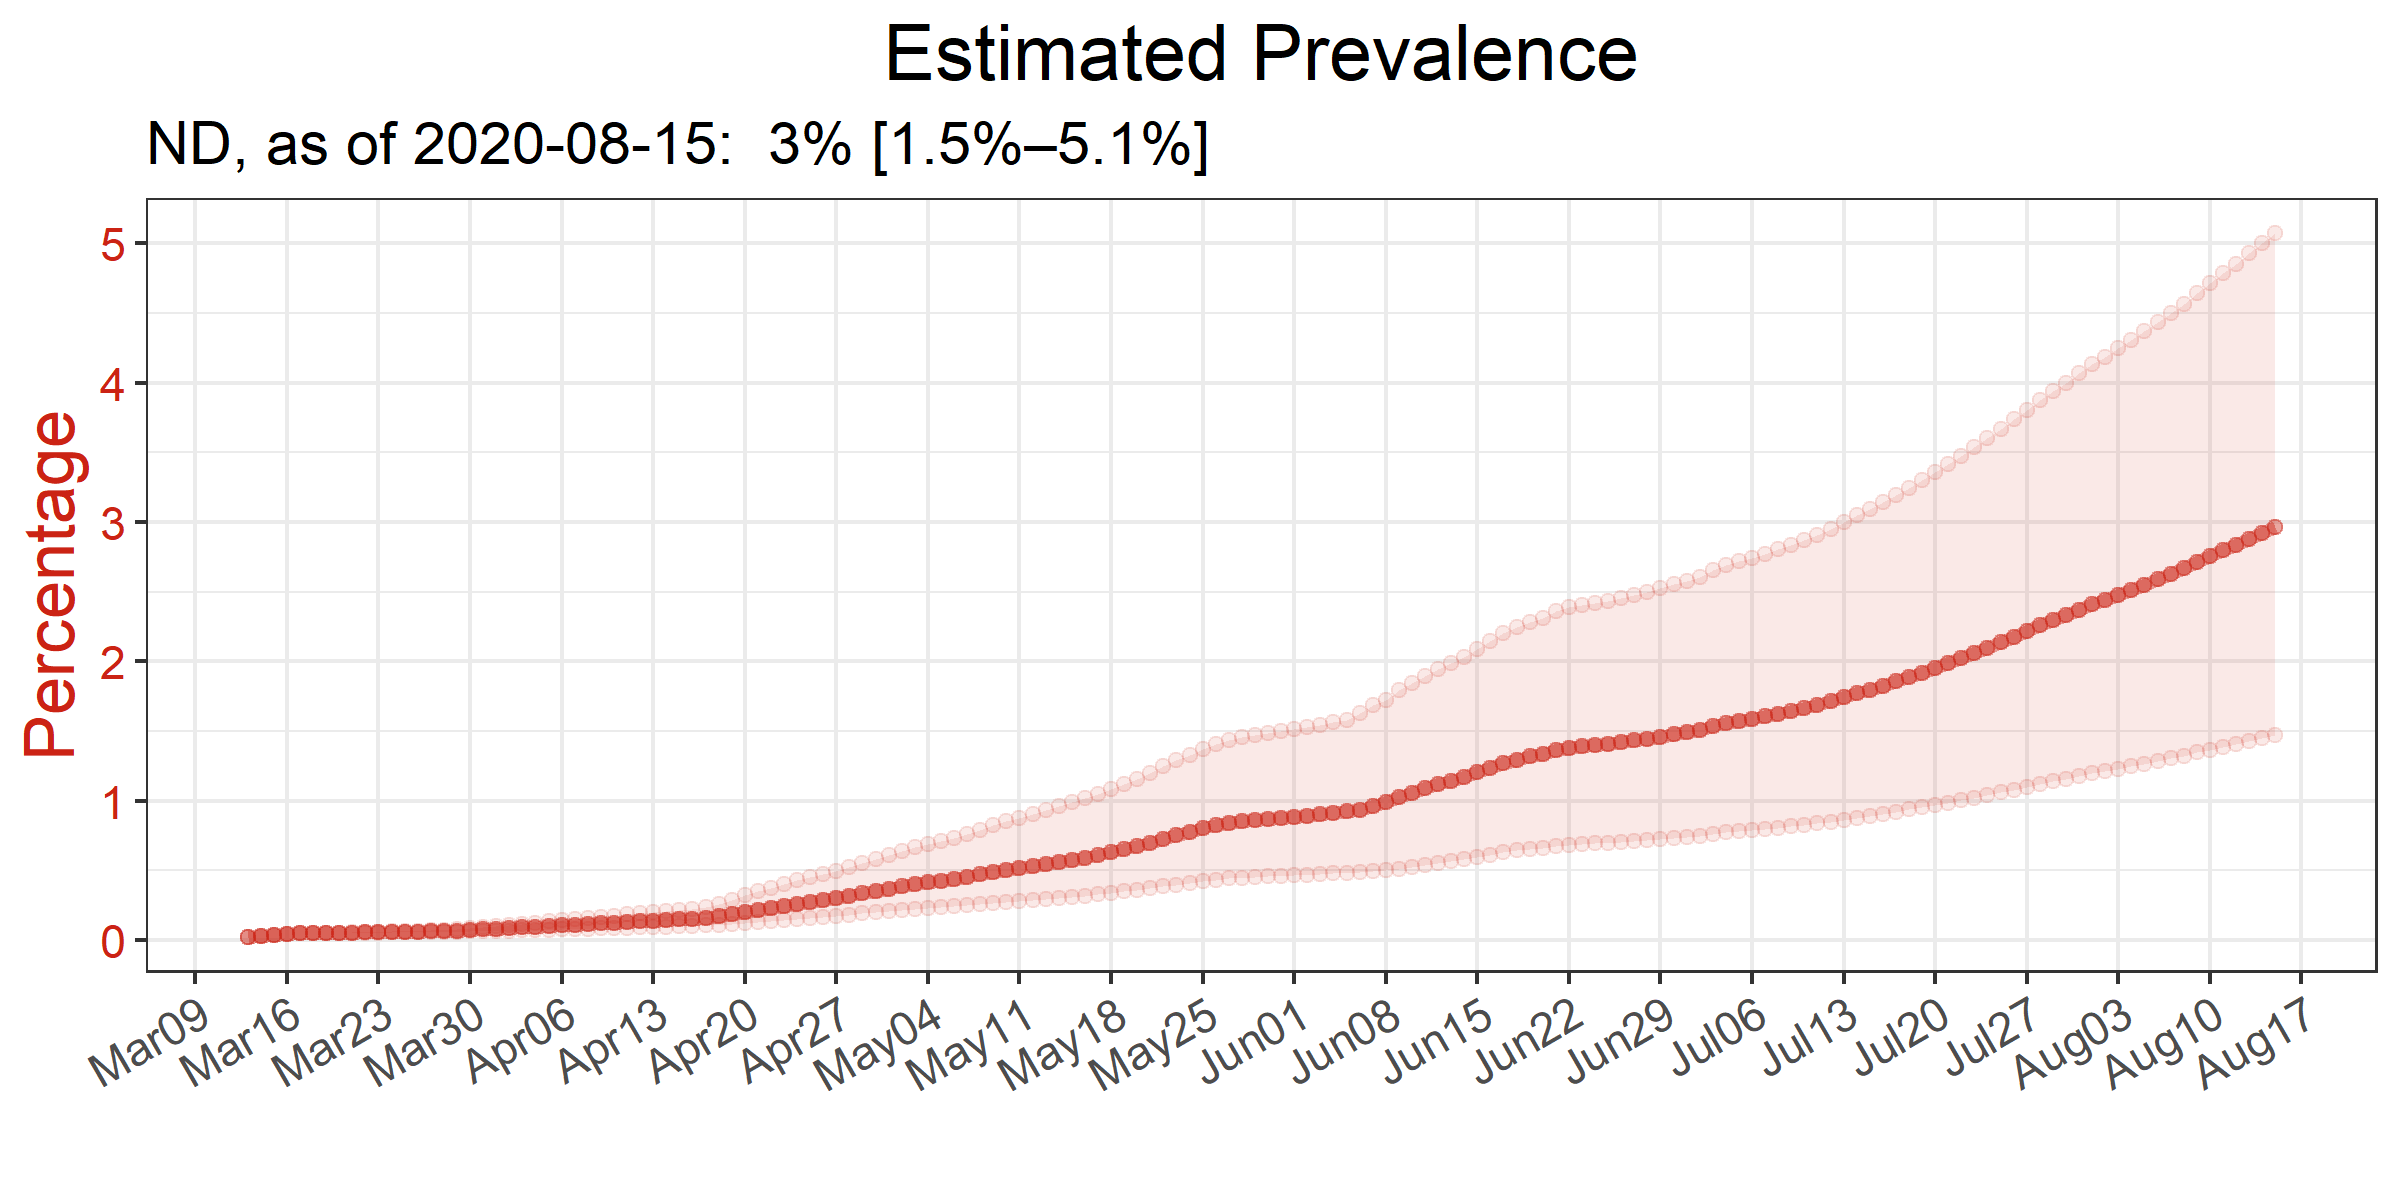 Estimated Prevalence
ND, as of 2020-08-15:  3% [1.5%–5.1%]
Percentage
5
4
3
2
1
0
Mar09
Mar16
Mar23
Mar30
Apr06
Apr13
Apr20
Apr27
May04
May11
May18
May25
Jun01
Jun08
Jun15
Jun22
Jun29
Jul06
Jul13
Jul20
Jul27
Aug03
Aug10
Aug17